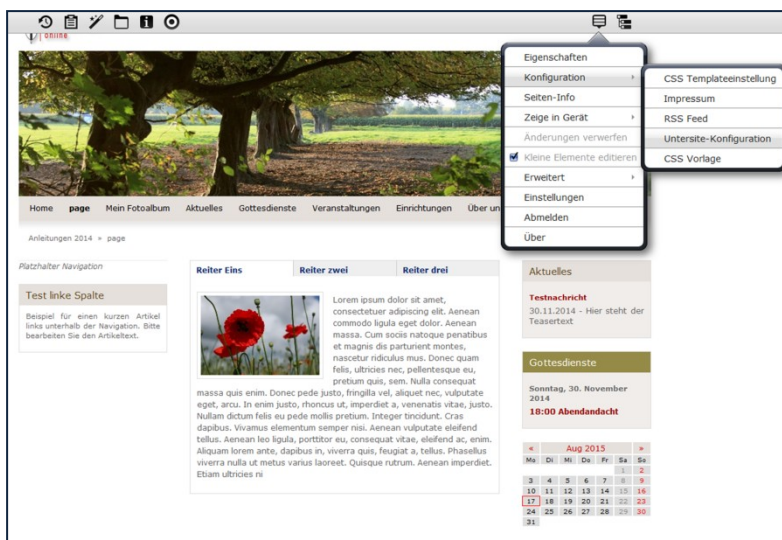 online
Eigenschaften
Konfiguration
Seiten-Info
Zeige in Gerät
Änderungen verwerfen
Kleine Elemente editieren
Erweitert
Einstellungen
Abmelden
Über
CSS Templateeinstellung
Impressum
RSS Feed
Untersite-Konfiguration
CSS Vorlage
Home page Mein Fotoalbum Aktuelles Gottesdienste Veranstaltungen Einrichtungen Über un
Anleitungen 2014 » page
Platzhalter Navigation
Test linke Spalte
Beispiel für einen kurzen Artikel
links unterhalb der Navigation. Bitte
bearbeiten Sie den Artikeltext.
Reiter Eins Reiter zwei Reiter drei
Lorem ipsum
dolor sit amet,
consectetuer
adipiscing elit. Aenean
commodo ligula eget dolor. Aenean
massa. Cum sociis natoque penatibus
et magnis dis parturient montes,
nascetur ridiculus mus. Donec quam
felis, ultricies nec, pellentesque eu,
pretium quis, sem. Nulla consequat
massa quis enim. Donec pede justo, fringilla vel, aliquet nec, vulputate
eget, arcu. In enim justo, rhoncus ut, imperdiet a, venenatis vitae, justo.
Nullam dictum felis eu pede mollis pretium. Integer tincidunt. Cras
dapibus. Vivamus elementum semper nisi. Aenean vulputate eleifend
tellus. Aenean leo ligula, porttitor eu, consequat vitae, eleifend ac, enim.
Aliquam lorem ante, dapibus in, viverra quis, feugiat a, tellus. Phasellus
viverra nulla ut metus varius laoreet. Quisque rutrum. Aenean imperdiet.
Etiam ultricies ni
Aktuelles
Testnachricht
30.11.2014 - Hier steht der
Teasertext
Gottesdienste
Sonntag, 30. November
2014
18:00 Abendandacht
« Aug 2015 »
Mo Di Mi Do Fr Sa So
1 2
3 4 5 6 7 8 9
10 11 12 13 14 15 16
17 18 19 20 21 22 23
24 25 26 27 28 29 30
31